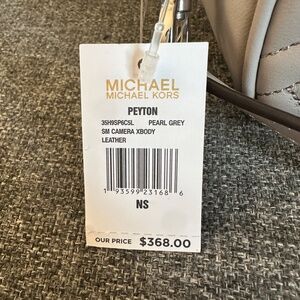 MICHAEL
MICHAEL KORS
PEYTON
35H9SP6C5L PEARL GREY
SM CAMERA XBODY
LEATHER
1 93599 23168 6
NS
OUR PRICE $368.00